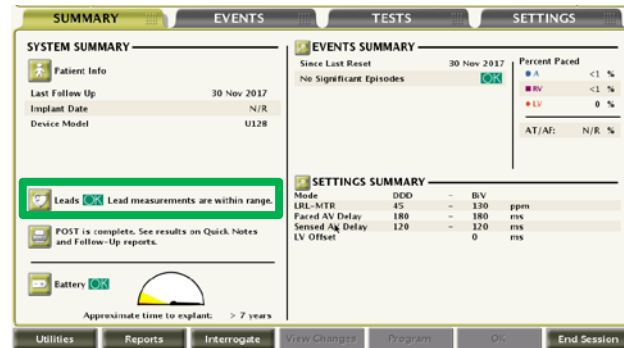 SUMMARY EVENTS TESTS SETTINGS
SYSTEM SUMMARY
Patient Info
Last Follow Up 30 Nov 2017
Implant Date N/R
Device Model U128
Leads OK Lead measurements are within range.
POST is complete. See results on Quick Notes
and Follow-Up reports.
Battery OK
Approximate time to explant: > 7 years
EVENTS SUMMARY
Since Last Reset 30 Nov 2017
No Significant Episodes OK
Percent Paced
A <1 %
RV <1 %
LV 0 %
AT/AF: N/R %
SETTINGS SUMMARY
Mode DDD - BiV
LRL-MTR 45 - 130 ppm
Paced AV Delay 180 - 180 ms
Sensed AV Delay 120 - 120 ms
LV Offset 0 ms
Utilities Reports Interrogate View Changes Program OK End Session